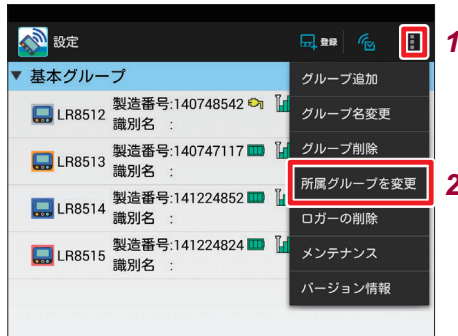 設定
登録
1
基本グループ
グループ追加
LR8512
製造番号:140748542
識別名 :
グループ名変更
LR8513
製造番号:140747117
識別名 :
グループ削除
所属グループを変更
2
LR8514
製造番号:141224852
識別名 :
ロガーの削除
LR8515
製造番号:141224824
識別名 :
メンテナンス
バージョン情報